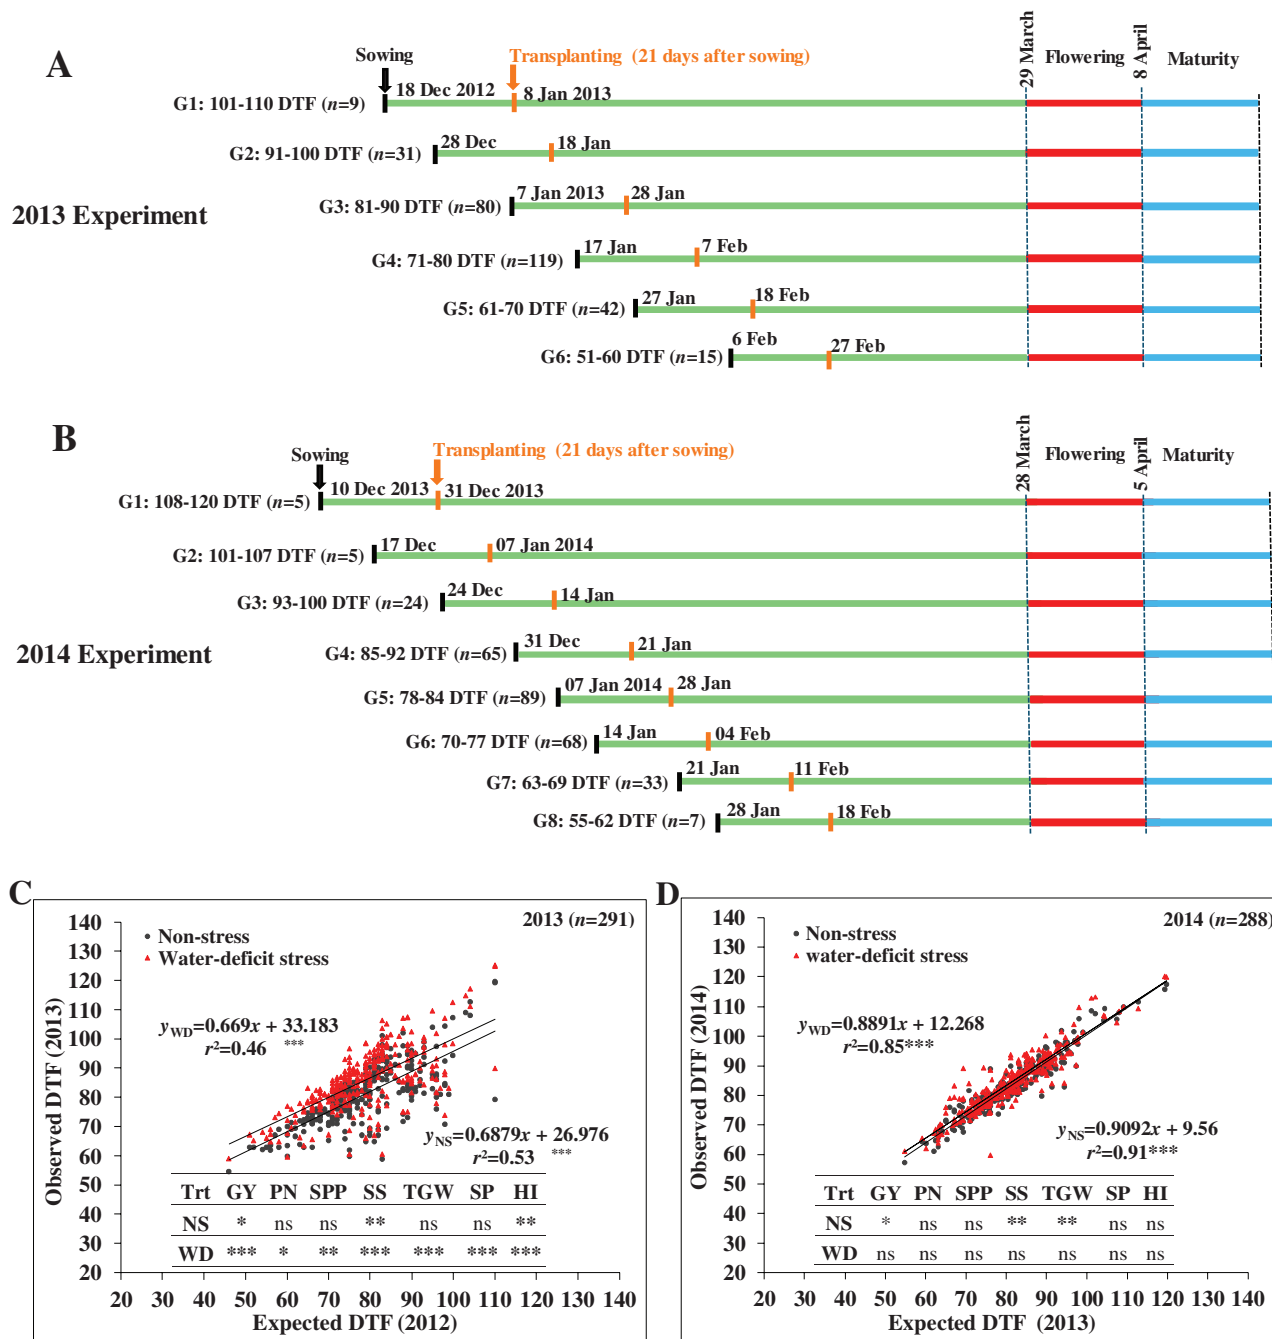 A
Sowing
Transplanting (21 days after sowing)
29 March
Flowering
8 April
Maturity
G1: 101-110 DTF (n=9)
18 Dec 2012
8 Jan 2013
G2: 91-100 DTF (n=31)
28 Dec
18 Jan
2013 Experiment
G3: 81-90 DTF (n=80)
7 Jan 2013
28 Jan
G4: 71-80 DTF (n=119)
17 Jan
7 Feb
G5: 61-70 DTF (n=42)
27 Jan
18 Feb
G6: 51-60 DTF (n=15)
6 Feb
27 Feb
B
Sowing
Transplanting (21 days after sowing)
28 March
Flowering
5 April
Maturity
G1: 108-120 DTF (n=5)
10 Dec 2013
31 Dec 2013
G2: 101-107 DTF (n=5)
17 Dec
07 Jan 2014
G3: 93-100 DTF (n=24)
24 Dec
14 Jan
2014 Experiment
G4: 85-92 DTF (n=65)
31 Dec
21 Jan
G5: 78-84 DTF (n=89)
07 Jan 2014
28 Jan
G6: 70-77 DTF (n=68)
14 Jan
04 Feb
G7: 63-69 DTF (n=33)
21 Jan
11 Feb
G8: 55-62 DTF (n=7)
28 Jan
18 Feb
C
2013 (n=291)
Non-stress
Water-deficit stress
yWD=0.669x + 33.183
r²=0.46 ***
yNS=0.6879x + 26.976
r²=0.53 ***
Trt GY PN SPP SS TGW SP HI
NS * ns ns ** ns ns **
WD *** * ** *** *** *** ***
Observed DTF (2013)
140
130
120
110
100
90
80
70
60
50
40
30
20
20 30 40 50 60 70 80 90 100 110 120 130 140
Expected DTF (2012)
D
2014 (n=288)
Non-stress
water-deficit stress
yWD=0.8891x + 12.268
r²=0.85***
yNS=0.9092x + 9.56
r²=0.91***
Trt GY PN SPP SS TGW SP HI
NS * ns ns ** ** ns ns
WD ns ns ns ns ns ns ns
Observed DTF (2014)
140
130
120
110
100
90
80
70
60
50
40
30
20
20 30 40 50 60 70 80 90 100 110 120 130 140
Expected DTF (2013)